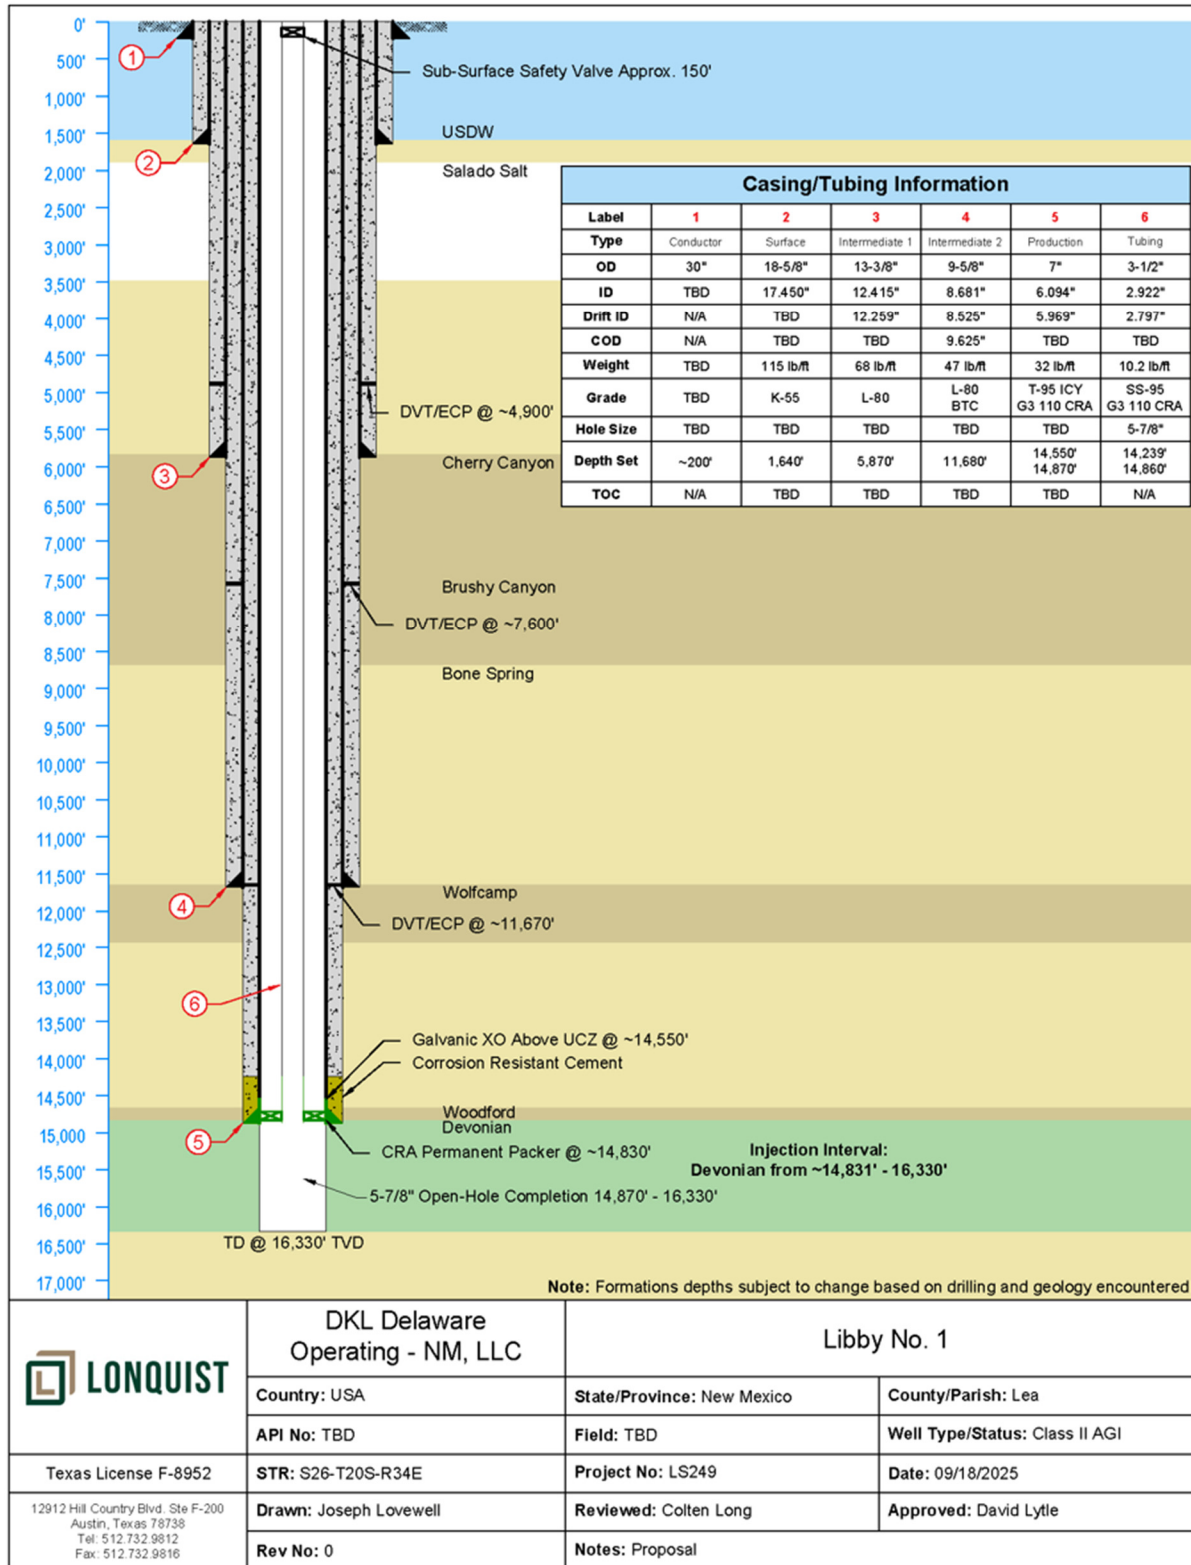 0'
500'
1,000'
1,500'
2,000'
2,500'
3,000'
3,500'
4,000'
4,500'
5,000'
5,500'
6,000'
6,500'
7,000'
7,500'
8,000'
8,500'
9,000'
9,500'
10,000'
10,500'
11,000'
11,500'
12,000'
12,500'
13,000'
13,500'
14,000'
14,500'
15,000
15,500'
16,000'
16,500'
17,000'
1
2
3
4
6
5
Sub-Surface Safety Valve Approx. 150'
USDW
Salado Salt
DVT/ECP @ ~4,900'
Cherry Canyon
Brushy Canyon
DVT/ECP @ ~7,600'
Bone Spring
Wolfcamp
DVT/ECP @ ~11,670'
Galvanic XO Above UCZ @ ~14,550'
Corrosion Resistant Cement
Woodford
Devonian
CRA Permanent Packer @ ~14,830'
Injection Interval:
Devonian from ~14,831' - 16,330'
5-7/8" Open-Hole Completion 14,870' - 16,330'
TD @ 16,330' TVD
Note: Formations depths subject to change based on drilling and geology encountered
Casing/Tubing Information
Label 1 2 3 4 5 6
Type Conductor Surface Intermediate 1 Intermediate 2 Production Tubing
OD 30" 18-5/8" 13-3/8" 9-5/8" 7" 3-1/2"
ID TBD 17.450" 12.415" 8.681" 6.094" 2.922"
Drift ID N/A TBD 12.259" 8.525" 5.969" 2.797"
COD N/A TBD TBD 9.625" TBD TBD
Weight TBD 115 lb/ft 68 lb/ft 47 lb/ft 32 lb/ft 10.2 lb/ft
Grade TBD K-55 L-80 L-80 BTC T-95 ICY G3 110 CRA SS-95 G3 110 CRA
Hole Size TBD TBD TBD TBD TBD 5-7/8"
Depth Set ~200' 1,640' 5,870' 11,680' 14,550' 14,870' 14,239' 14,860'
TOC N/A TBD TBD TBD TBD N/A
LONQUIST
Texas License F-8952
12912 Hill Country Blvd. Ste F-200
Austin, Texas 78738
Tel: 512.732.9812
Fax: 512.732.9816
DKL Delaware
Operating - NM, LLC
Libby No. 1
Country: USA
State/Province: New Mexico
County/Parish: Lea
API No: TBD
Field: TBD
Well Type/Status: Class II AGI
STR: S26-T20S-R34E
Project No: LS249
Date: 09/18/2025
Drawn: Joseph Lovewell
Reviewed: Colten Long
Approved: David Lytle
Rev No: 0
Notes: Proposal